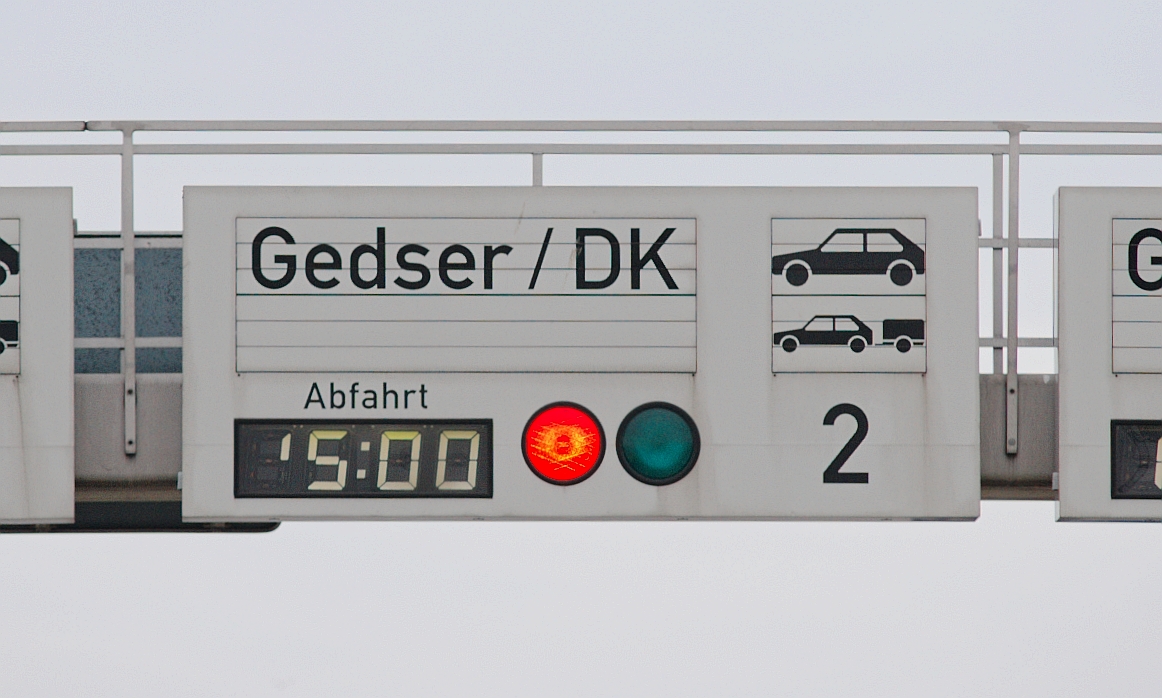 Gedser / DK
Abfahrt
15:00
2
G